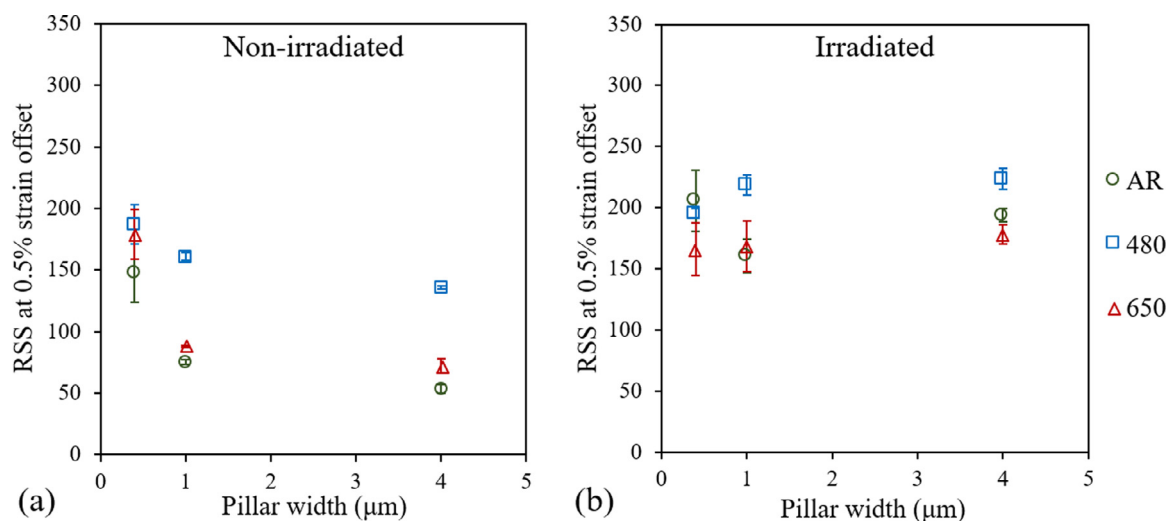 Non-irradiated
RSS at 0.5% strain offset
350
300
250
200
150
100
50
0
0 1 2 3 4 5
Pillar width (μm)
(a)
Irradiated
RSS at 0.5% strain offset
350
300
250
200
150
100
50
0
0 1 2 3 4 5
Pillar width (μm)
(b)
AR
480
650